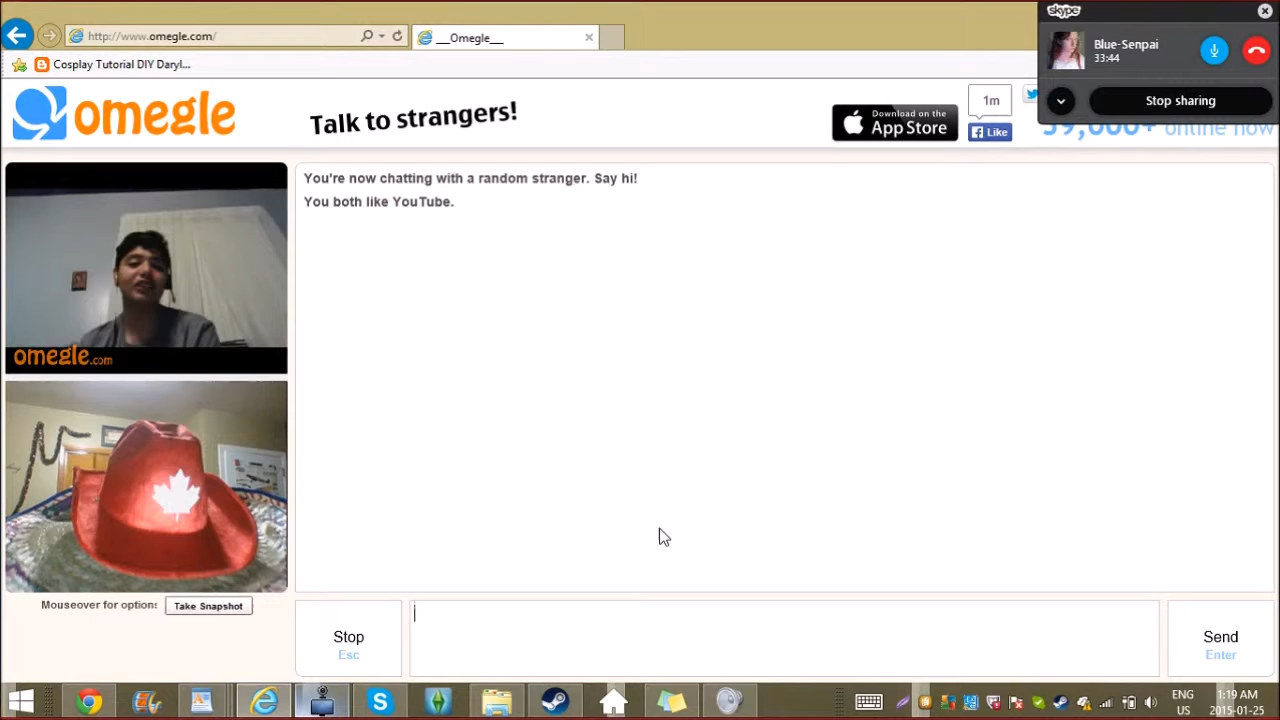 skype
http://www.omegle.com/
__Omegle__
Blue-Senpai
33:44
Cosplay Tutorial DIY Daryl...
Stop sharing
omegle
Talk to strangers!
Download on the
App Store
1m
Like
online now
You're now chatting with a random stranger. Say hi!
You both like YouTube.
omegle.com
Mouseover for options
Take Snapshot
Stop
Esc
Send
Enter
ENG
US
1:19 AM
2015-01-25